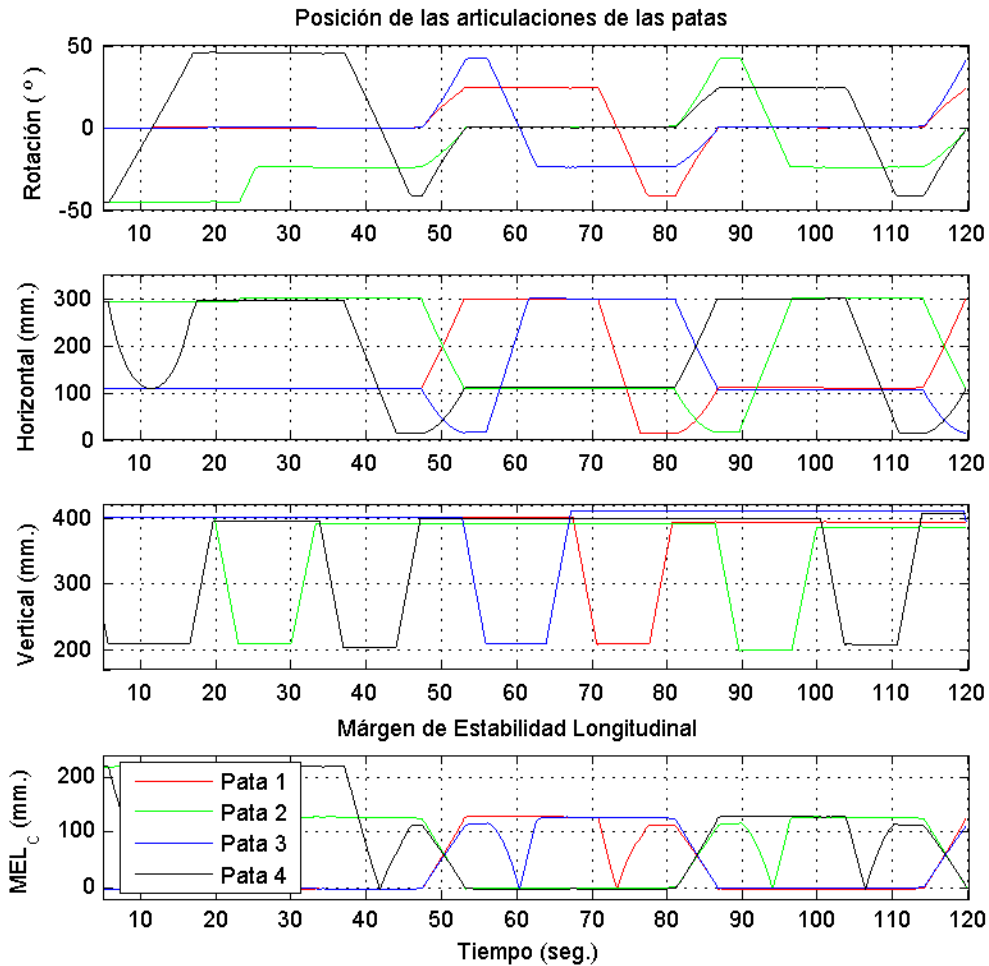 Posición de las articulaciones de las patas
50
0
-50
Rotación ( º )
10 20 30 40 50 60 70 80 90 100 110 120
300
200
100
0
Horizontal (mm.)
10 20 30 40 50 60 70 80 90 100 110 120
400
300
200
Vertical (mm.)
10 20 30 40 50 60 70 80 90 100 110 120
Márgen de Estabilidad Longitudinal
200
100
0
MEL_C (mm.)
Pata 1
Pata 2
Pata 3
Pata 4
10 20 30 40 50 60 70 80 90 100 110 120
Tiempo (seg.)